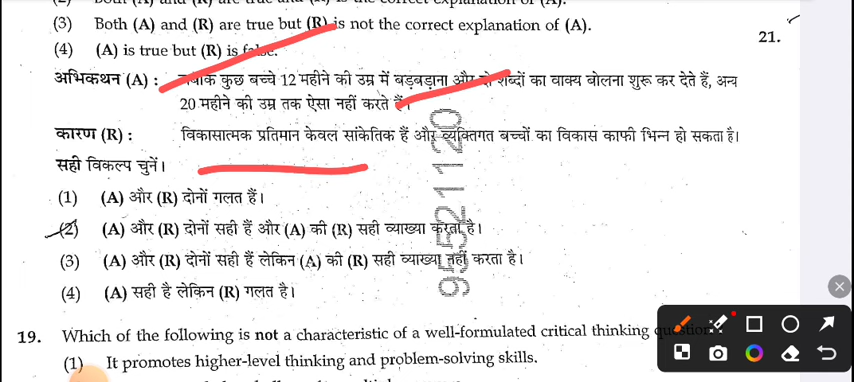 (3) Both (A) and (R) are true but (R) is not the correct explanation of (A).
21.
(4) (A) is true but (R) is false.
अभिकथन (A) : कुछ बच्चे 12 महीने की उम्र में बड़बड़ाना और दो शब्दों का वाक्य बोलना शुरू कर देते हैं, अन्य
20 महीने की उम्र तक ऐसा नहीं करते हैं।
कारण (R) : विकासात्मक प्रतिमान केवल सांकेतिक हैं और व्यक्तिगत बच्चों का विकास काफी भिन्न हो सकता है।
सही विकल्प चुनें।
(1) (A) और (R) दोनों गलत हैं।
(2) (A) और (R) दोनों सही हैं और (A) की (R) सही व्याख्या करता है।
(3) (A) और (R) दोनों सही हैं लेकिन (A) की (R) सही व्याख्या नहीं करता है।
(4) (A) सही है लेकिन (R) गलत है।
95521120
19. Which of the following is not a characteristic of a well-formulated critical thinking
(1) It promotes higher-level thinking and problem-solving skills.